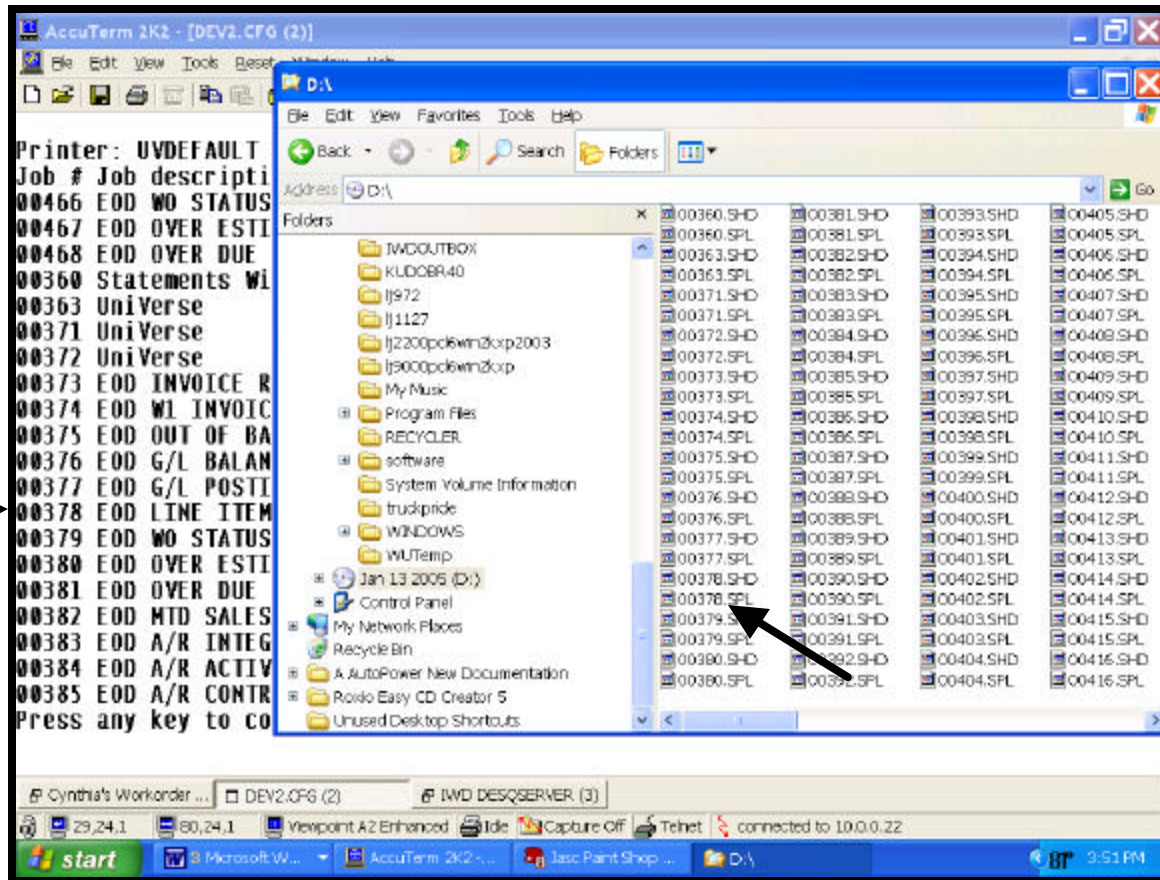 AccuTerm 2K2 - [DEV2.CFG (2)]
File Edit View Tools Reset
D:\
File Edit View Favorites Tools Help
Back Search Folders
Address D:\ Go
Folders
Printer: UVDEFAULT
Job # Job descripti
00466 EOD WO STATUS
00467 EOD OVER ESTI
00468 EOD OVER DUE
00360 Statements Wi
00363 UniVerse
00371 UniVerse
00372 UniVerse
00373 EOD INVOICE R
00374 EOD W1 INVOIC
00375 EOD OUT OF BA
00376 EOD G/L BALAN
00377 EOD G/L POSTI
00378 EOD LINE ITEM
00379 EOD WO STATUS
00380 EOD OVER ESTI
00381 EOD OVER DUE
00382 EOD MTD SALES
00383 EOD A/R INTEG
00384 EOD A/R ACTIV
00385 EOD A/R CONTR
Press any key to co
IWDOUTBOX
KUDOBR40
lj972
lj1127
lj2200pcl6win2kxp2003
lj9000pcl6win2kxp
My Music
Program Files
RECYCLER
software
System Volume Information
truckpride
WINDOWS
WUTemp
Jan 13 2005 (D:)
Control Panel
My Network Places
Recycle Bin
A AutoPower New Documentation
Roxio Easy CD Creator 5
Unused Desktop Shortcuts
00360.SHD 00381.SHD 00393.SHD 00405.SHD
00360.SPL 00381.SPL 00393.SPL 00405.SPL
00363.SHD 00382.SHD 00394.SHD 00406.SHD
00363.SPL 00382.SPL 00394.SPL 00406.SPL
00371.SHD 00383.SHD 00395.SHD 00407.SHD
00371.SPL 00383.SPL 00395.SPL 00407.SPL
00372.SHD 00384.SHD 00396.SHD 00408.SHD
00372.SPL 00384.SPL 00396.SPL 00408.SPL
00373.SHD 00385.SHD 00397.SHD 00409.SHD
00373.SPL 00385.SPL 00397.SPL 00409.SPL
00374.SHD 00386.SHD 00398.SHD 00410.SHD
00374.SPL 00386.SPL 00398.SPL 00410.SPL
00375.SHD 00387.SHD 00399.SHD 00411.SHD
00375.SPL 00387.SPL 00399.SPL 00411.SPL
00376.SHD 00388.SHD 00400.SHD 00412.SHD
00376.SPL 00388.SPL 00400.SPL 00412.SPL
00377.SHD 00389.SHD 00401.SHD 00413.SHD
00377.SPL 00389.SPL 00401.SPL 00413.SPL
00378.SHD 00390.SHD 00402.SHD 00414.SHD
00378.SPL 00390.SPL 00402.SPL 00414.SPL
00379.S 00391.SHD 00403.SHD 00415.SHD
00379.SPL 00391.SPL 00403.SPL 00415.SPL
00380.SHD 00392.SHD 00404.SHD 00416.SHD
00380.SPL 00392.SPL 00404.SPL 00416.SPL
Cynthia's Workorder ... DEV2.CFG (2) IWD DESQSERVER (3)
29,24,1 80,24,1 Viewpoint A2 Enhanced Idle Capture Off Telnet connected to 10.0.0.22
start 3 Microsoft W... AccuTerm 2K2 -... Jasc Paint Shop ... D:\ 3:51 PM